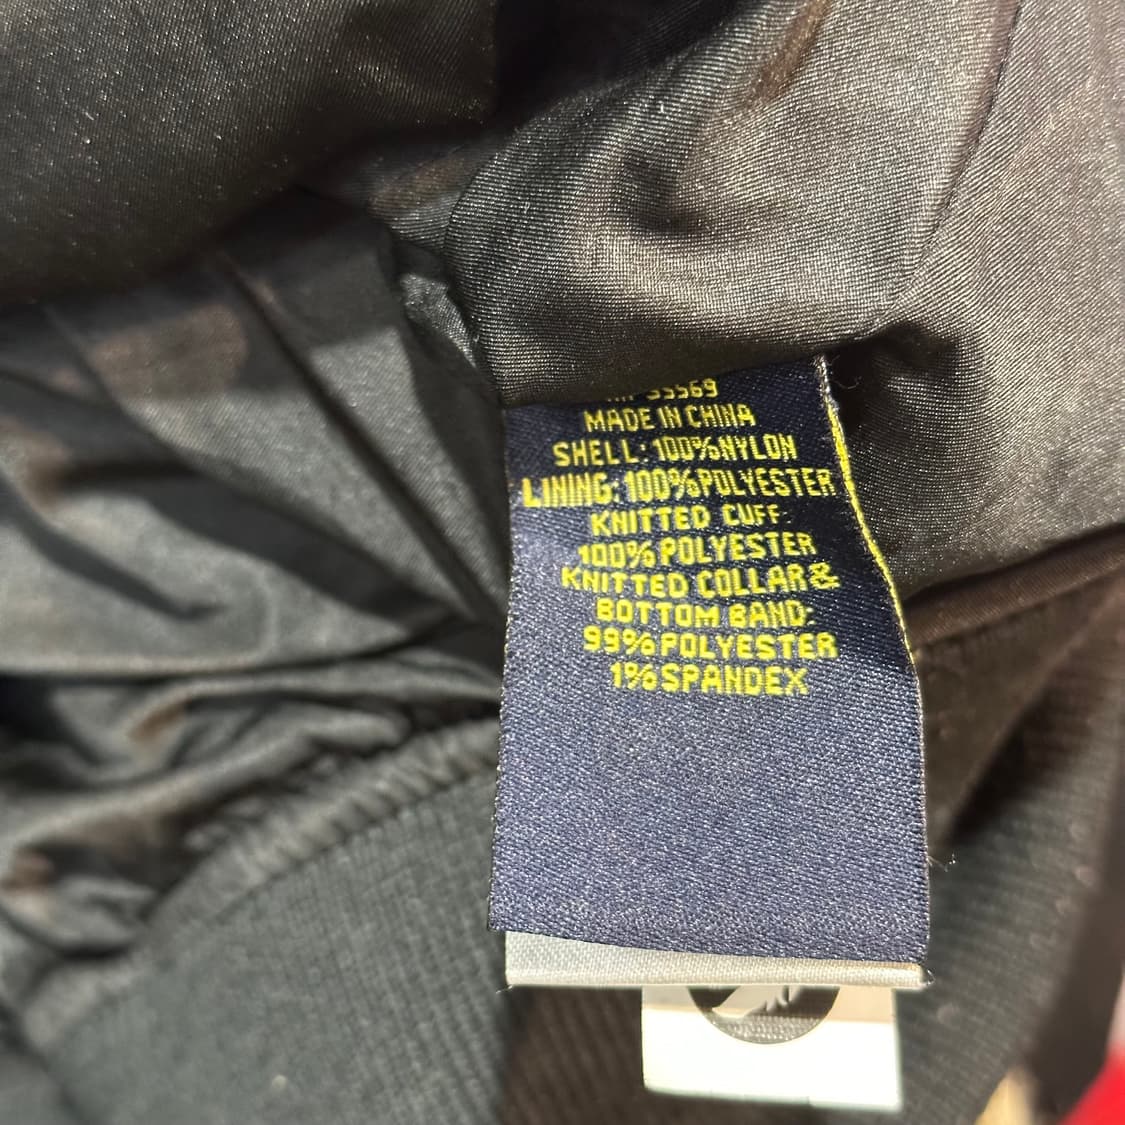 55569
MADE IN CHINA
SHELL: 100%NYLON
LINING: 100%POLYESTER
KNITTED CUFF:
100% POLYESTER
KNITTED COLLAR&
BOTTOM BAND:
99%POLYESTER
1%SPANDEX